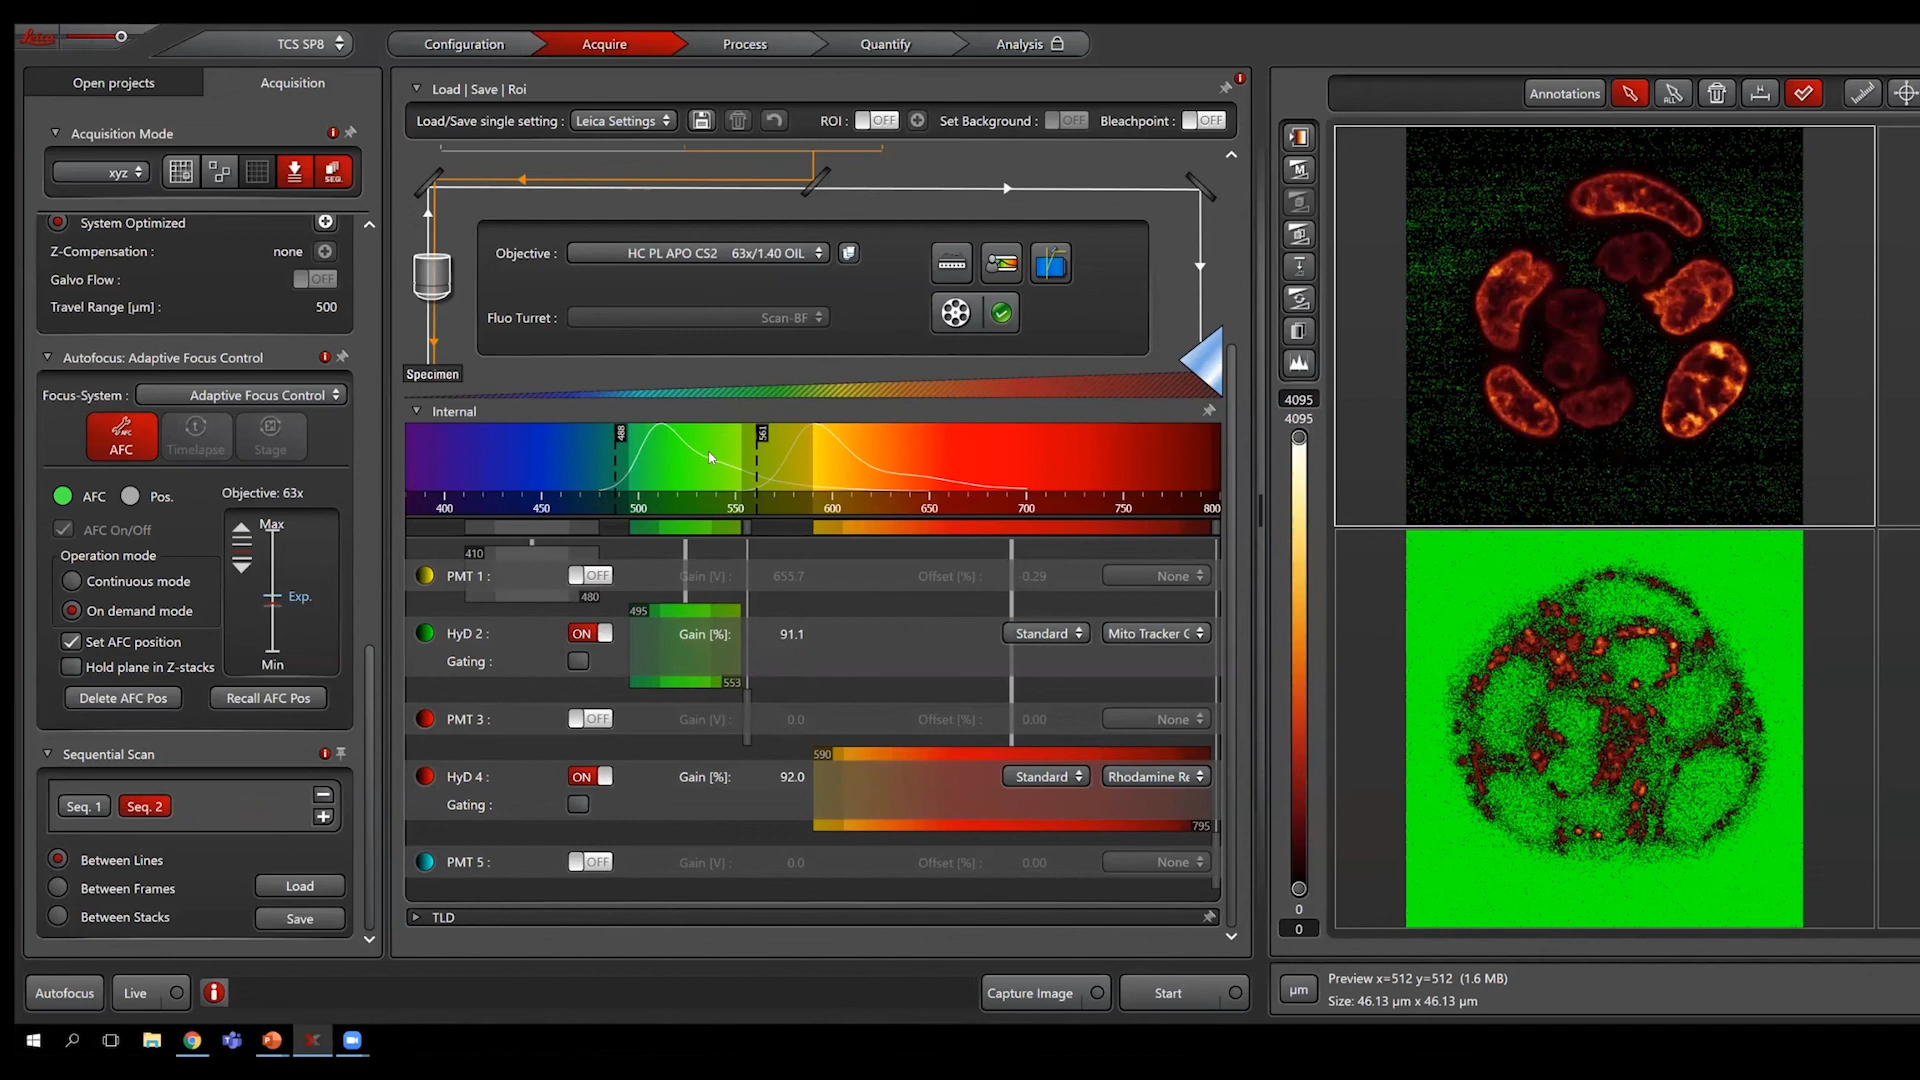 Leica
TCS SP8
Configuration
Acquire
Process
Quantify
Analysis
Open projects
Acquisition
Acquisition Mode
xyz
SEQ.
System Optimized
Z-Compensation :
none
Galvo Flow :
OFF
Travel Range [µm] :
500
Autofocus: Adaptive Focus Control
Focus-System :
Adaptive Focus Control
AFC
Timelapse
Stage
AFC
Pos.
Objective: 63x
AFC On/Off
Max
Operation mode
Continuous mode
Exp.
On demand mode
Set AFC position
Min
Hold plane in Z-stacks
Delete AFC Pos
Recall AFC Pos
Sequential Scan
Seq. 1
Seq. 2
Between Lines
Between Frames
Load
Between Stacks
Save
Autofocus
Live
Load | Save | Roi
Load/Save single setting :
Leica Settings
ROI :
OFF
Set Background :
OFF
Bleachpoint :
OFF
Objective :
HC PL APO CS2 63x/1.40 OIL
Fluo Turret :
Scan-BF
Specimen
Internal
488
561
400
450
500
550
600
650
700
750
800
410
PMT 1 :
OFF
Gain [V] :
655.7
Offset [%] :
-0.29
None
480
495
HyD 2 :
ON
Gain [%]:
91.1
Standard
Mito Tracker G
Gating :
553
PMT 3 :
OFF
Gain [V] :
0.0
Offset [%] :
0.00
None
590
HyD 4 :
ON
Gain [%]:
92.0
Standard
Rhodamine Re
Gating :
795
PMT 5 :
OFF
Gain [V] :
0.0
Offset [%] :
0.00
None
TLD
Capture Image
Start
Annotations
ALL
M
4095
4095
0
0
µm
Preview x=512 y=512 (1.6 MB)
Size: 46.13 µm x 46.13 µm